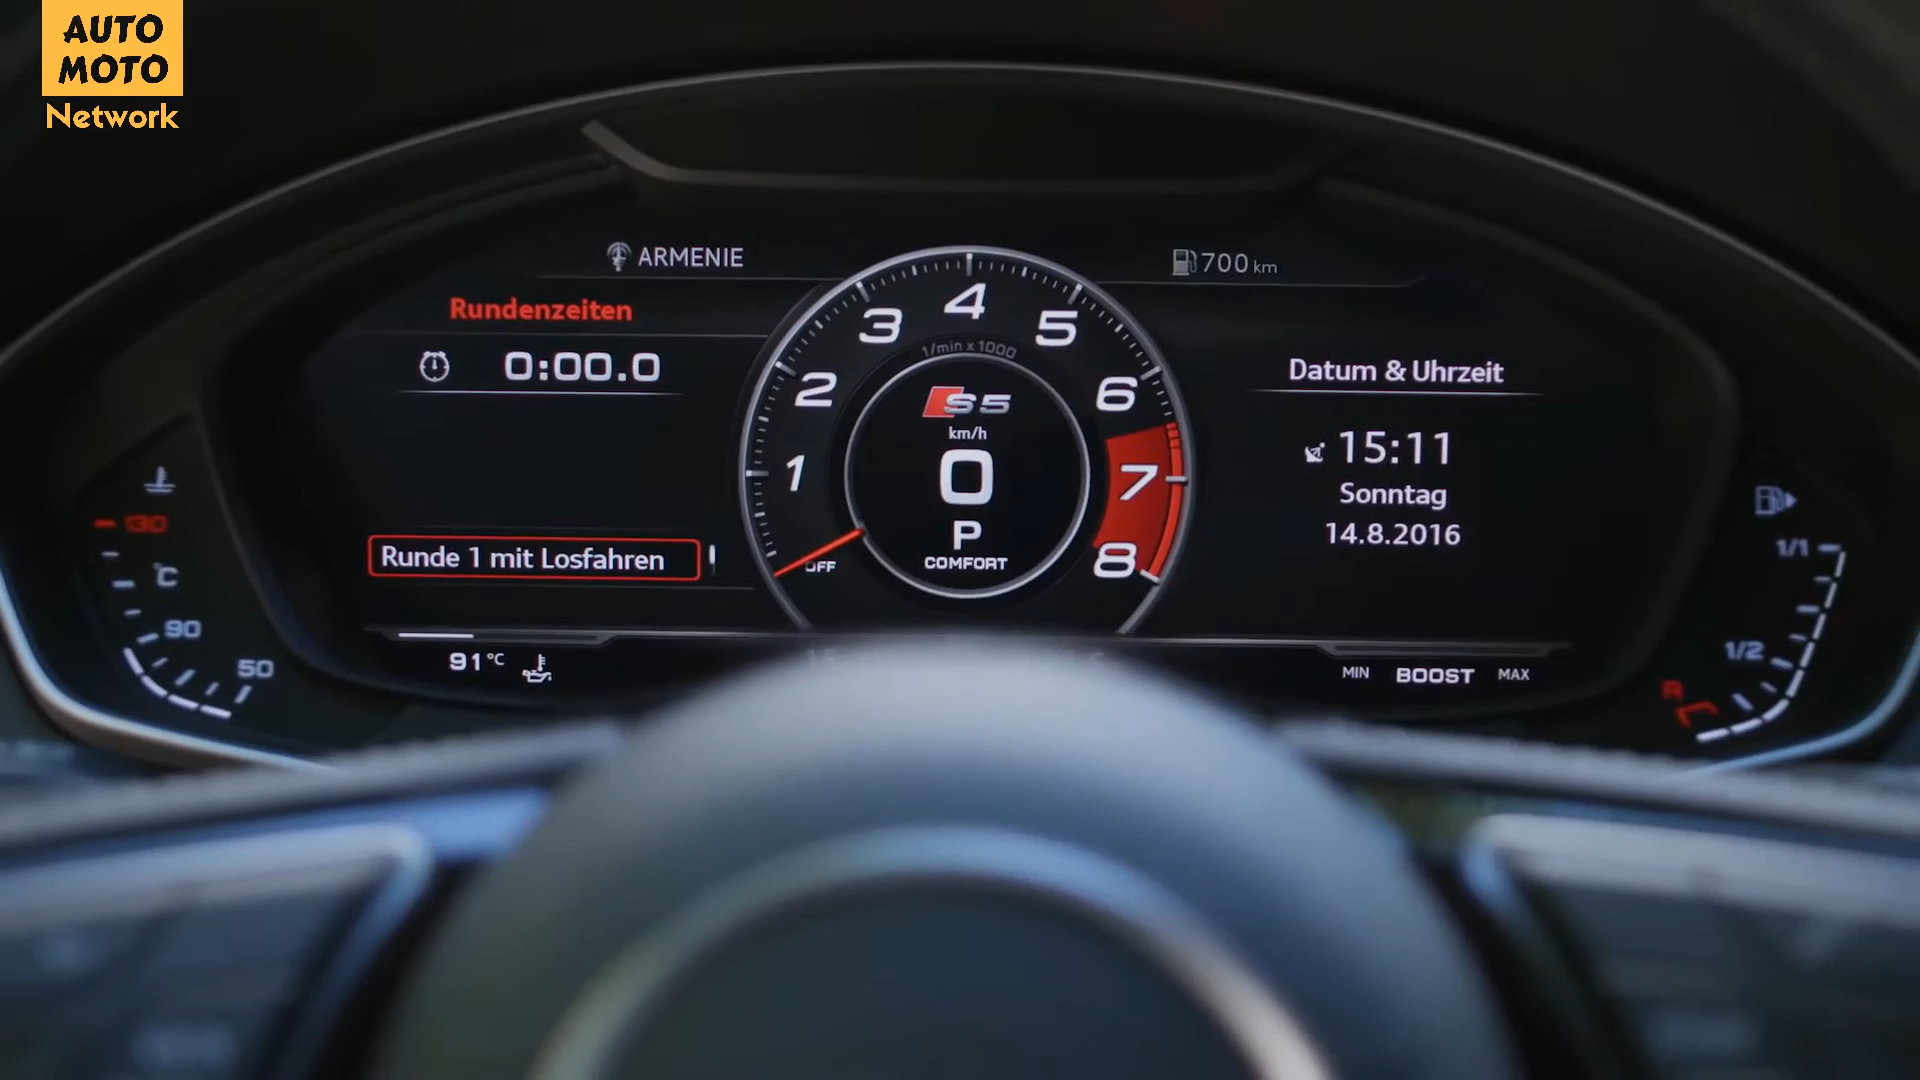 AUTO
MOTO
Network
ARMENIE
700 km
Rundenzeiten
0:00.0
Runde 1 mit Losfahren
91 °C
1
2
3
4
5
6
7
8
1/min x 1000
S5
km/h
0
P
COMFORT
OFF
Datum & Uhrzeit
15:11
Sonntag
14.8.2016
MIN BOOST MAX
130
°C
90
50
1/1
1/2
R